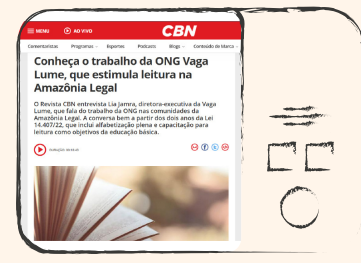 MENU
AO VIVO
CBN
Comentaristas Programas Esportes Podcasts Blogs Conteúdo de Marca
Conheça o trabalho da ONG Vaga
Lume, que estimula leitura na
Amazônia Legal
O Revista CBN entrevista Lia Jamra, diretora-executiva da Vaga
Lume, que fala do trabalho da ONG nas comunidades da
Amazônia Legal. A conversa bem a partir dos dois anos da Lei
14.407/22, que inclui alfabetização plena e capacitação para
leitura como objetivos da educação básica.